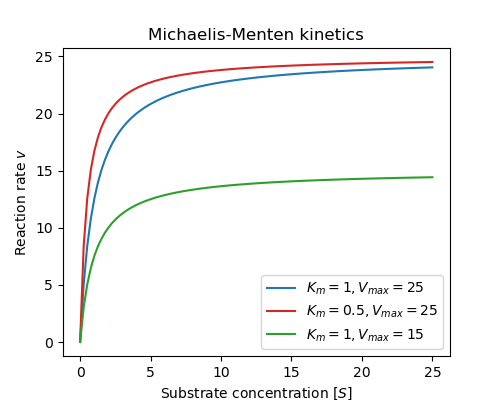 Michaelis-Menten kinetics
Reaction rate v
25
20
15
10
5
0
0 5 10 15 20 25
Substrate concentration [S]
K_m = 1, V_max = 25
K_m = 0.5, V_max = 25
K_m = 1, V_max = 15